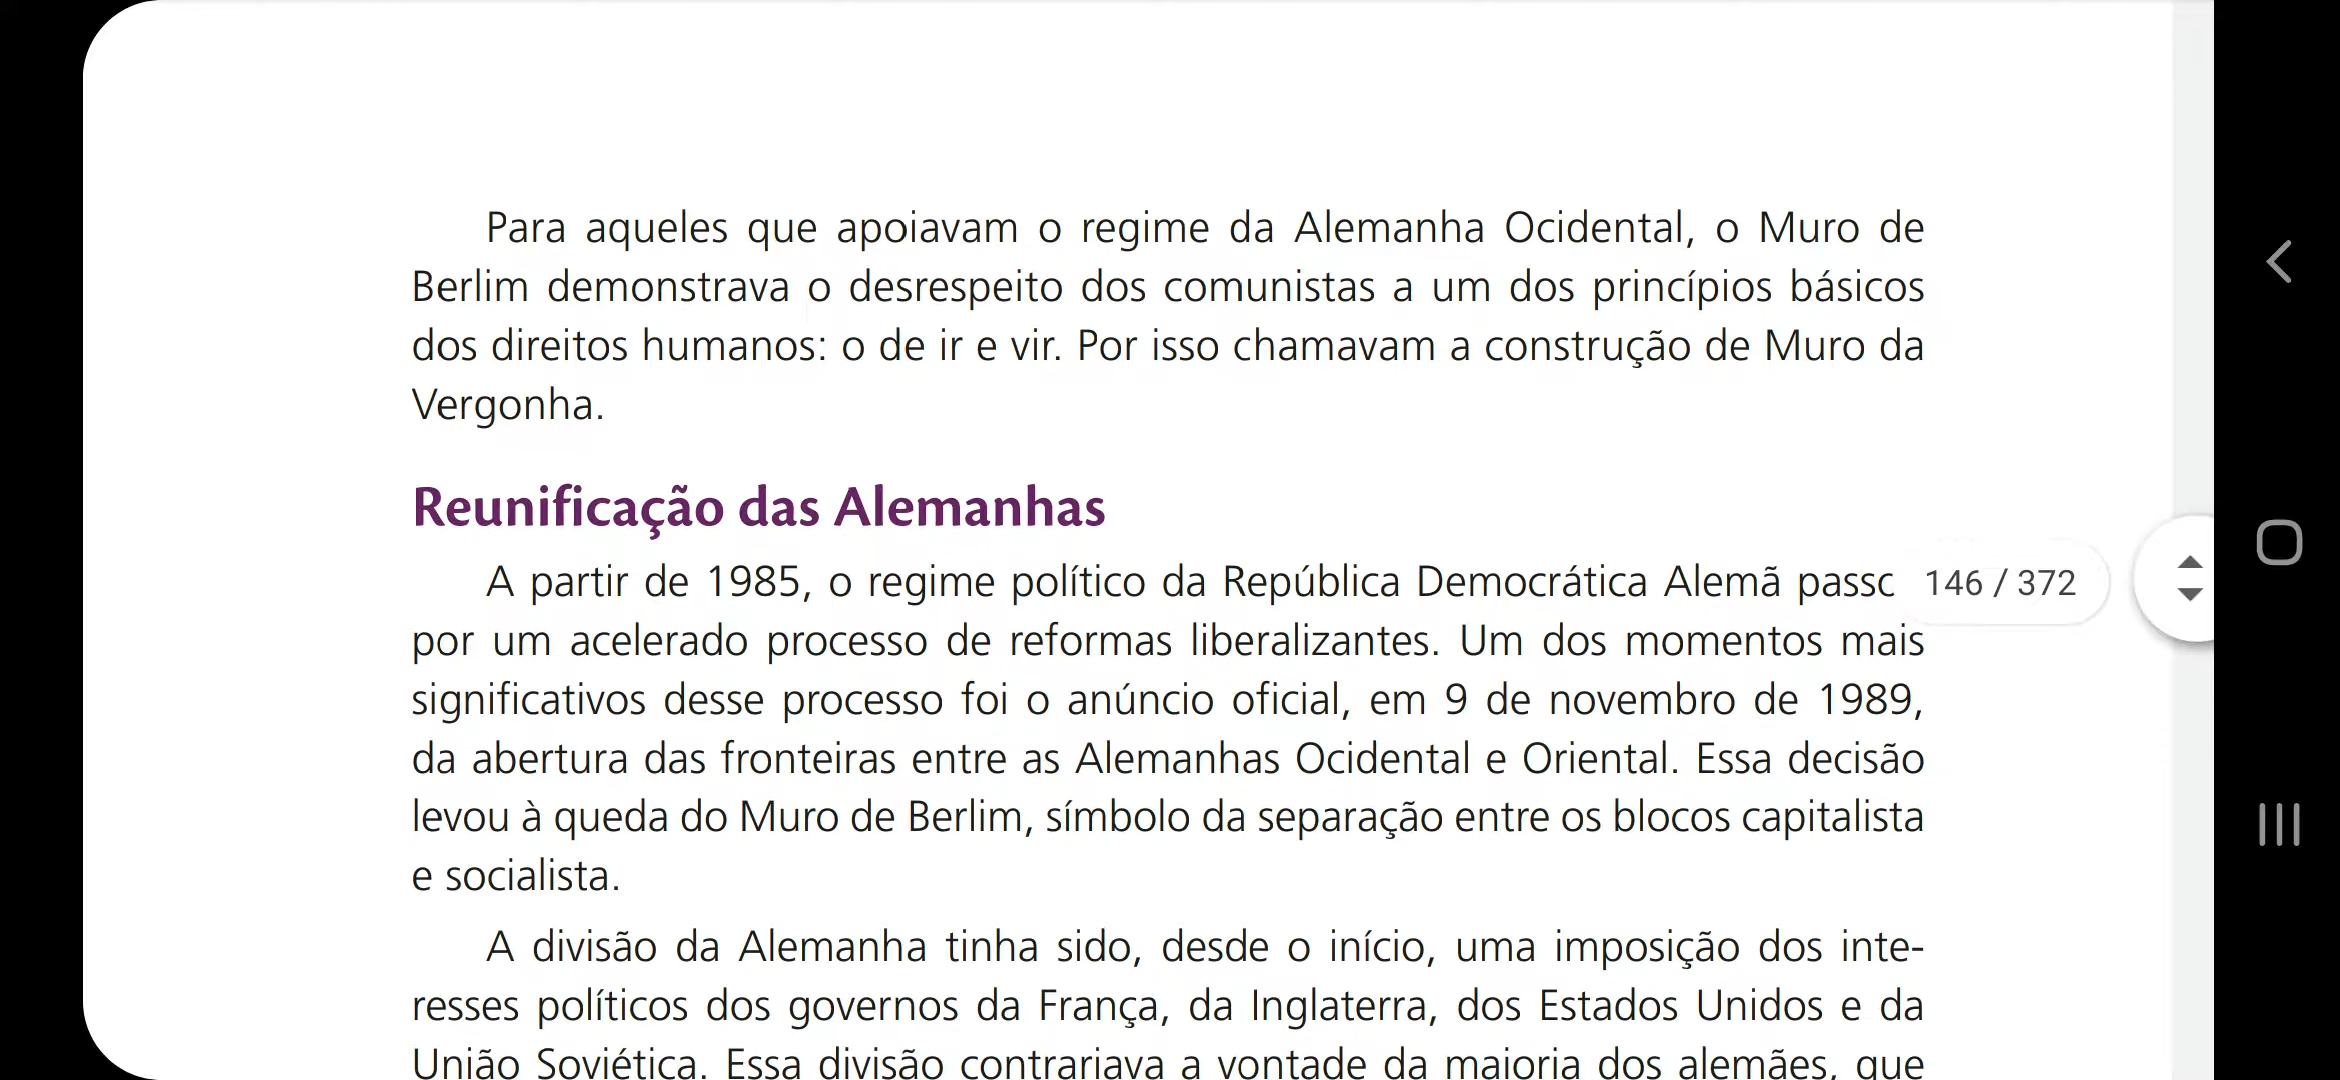 Para aqueles que apoiavam o regime da Alemanha Ocidental, o Muro de
Berlim demonstrava o desrespeito dos comunistas a um dos princípios básicos
dos direitos humanos: o de ir e vir. Por isso chamavam a construção de Muro da
Vergonha.
Reunificação das Alemanhas
A partir de 1985, o regime político da República Democrática Alemã
146 / 372
por um acelerado processo de reformas liberalizantes. Um dos momentos mais
significativos desse processo foi o anúncio oficial, em 9 de novembro de 1989,
da abertura das fronteiras entre as Alemanhas Ocidental e Oriental. Essa decisão
levou à queda do Muro de Berlim, símbolo da separação entre os blocos capitalista
e socialista.
A divisão da Alemanha tinha sido, desde o início, uma imposição dos inte-
resses políticos dos governos da França, da Inglaterra, dos Estados Unidos e da
União Soviética. Essa divisão contrariava a vontade da maioria dos alemães, que